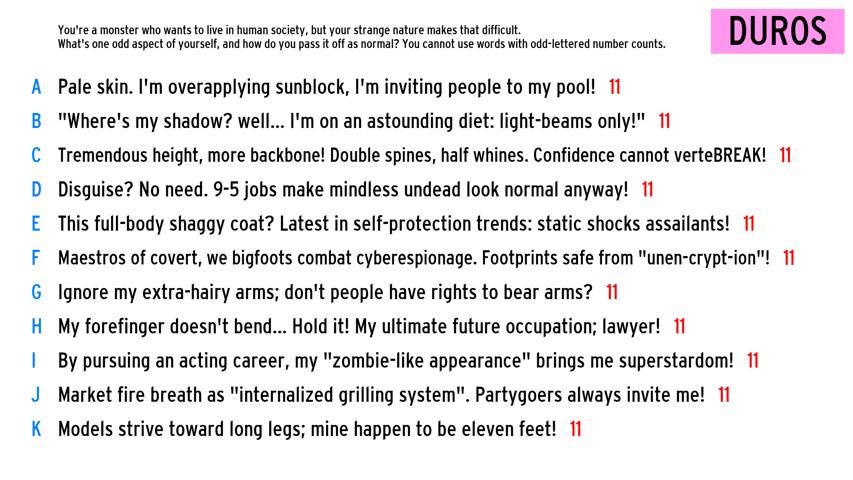 You're a monster who wants to live in human society, but your strange nature makes that difficult.
What's one odd aspect of yourself, and how do you pass it off as normal? You cannot use words with odd-lettered number counts.
DUROS
A Pale skin. I'm overapplying sunblock, I'm inviting people to my pool! 11
B "Where's my shadow? well... I'm on an astounding diet: light-beams only!" 11
C Tremendous height, more backbone! Double spines, half whines. Confidence cannot verteBREAK! 11
D Disguise? No need. 9-5 jobs make mindless undead look normal anyway! 11
E This full-body shaggy coat? Latest in self-protection trends: static shocks assailants! 11
F Maestros of covert, we bigfoots combat cyberespionage. Footprints safe from "unen-crypt-ion"! 11
G Ignore my extra-hairy arms; don't people have rights to bear arms? 11
H My forefinger doesn't bend... Hold it! My ultimate future occupation; lawyer! 11
I By pursuing an acting career, my "zombie-like appearance" brings me superstardom! 11
J Market fire breath as "internalized grilling system". Partygoers always invite me! 11
K Models strive toward long legs; mine happen to be eleven feet! 11